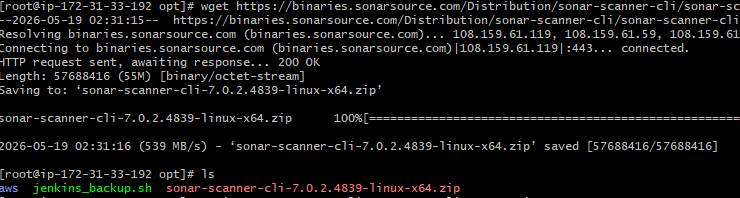 [root@ip-172-31-33-192 opt]# wget https://binaries.sonarsource.com/Distribution/sonar-scanner-cli/sonar-sc
--2026-05-19 02:31:15-- https://binaries.sonarsource.com/Distribution/sonar-scanner-cli/sonar-scanner-cl
Resolving binaries.sonarsource.com (binaries.sonarsource.com)... 108.159.61.119, 108.159.61.59, 108.159.61
Connecting to binaries.sonarsource.com (binaries.sonarsource.com)|108.159.61.119|:443... connected.
HTTP request sent, awaiting response... 200 OK
Length: 57688416 (55M) [binary/octet-stream]
Saving to: ‘sonar-scanner-cli-7.0.2.4839-linux-x64.zip’
sonar-scanner-cli-7.0.2.4839-linux-x64.zip 100%[=====================================================
2026-05-19 02:31:16 (539 MB/s) - ‘sonar-scanner-cli-7.0.2.4839-linux-x64.zip’ saved [57688416/57688416]
[root@ip-172-31-33-192 opt]# ls
aws jenkins_backup.sh sonar-scanner-cli-7.0.2.4839-linux-x64.zip